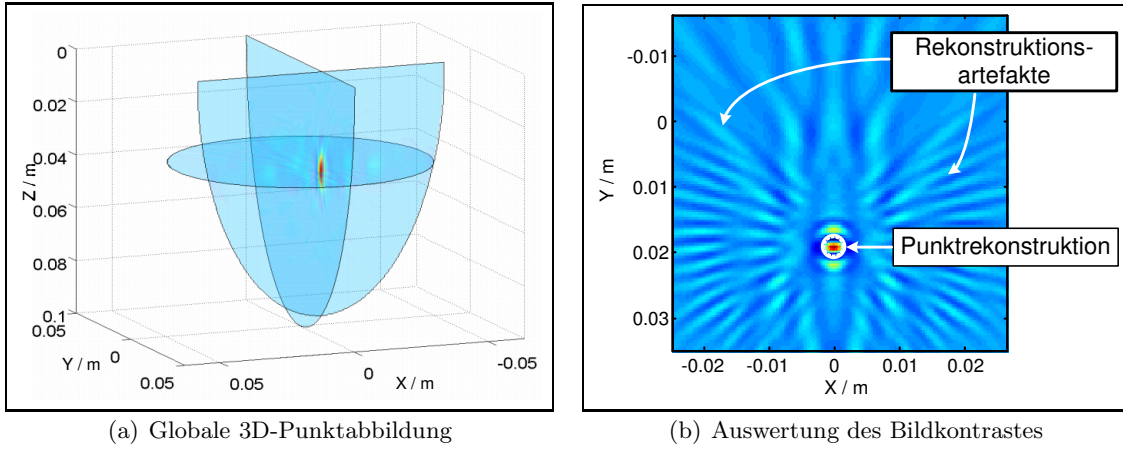 0
0.02
0.04
0.06
0.08
0.1
Z / m
0.05
0
0.05
Y / m
0.05
0
-0.05
X / m
(a) Globale 3D-Punktabbildung
-0.01
0
0.01
0.02
0.03
Y / m
-0.02 -0.01 0 0.01 0.02
X / m
Rekonstruktions-
artefakte
Punktrekonstruktion
(b) Auswertung des Bildkontrastes